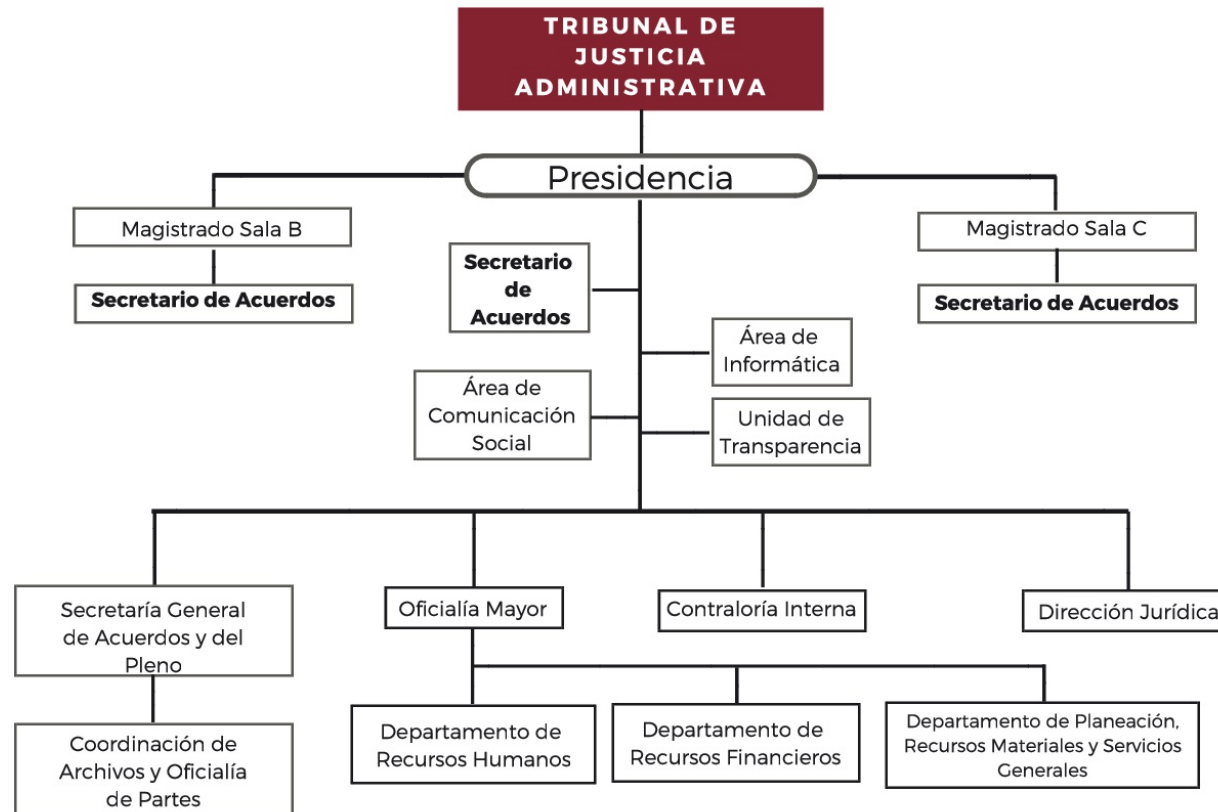 TRIBUNAL DE
JUSTICIA
ADMINISTRATIVA
Presidencia
Magistrado Sala B
Magistrado Sala C
Secretario de Acuerdos
Secretario
de
Acuerdos
Secretario de Acuerdos
Área de
Informática
Área de
Comunicación
Social
Unidad de
Transparencia
Secretaría General
de Acuerdos y del
Pleno
Oficialía Mayor
Contraloría Interna
Dirección Jurídica
Coordinación de
Archivos y Oficialía
de Partes
Departamento de
Recursos Humanos
Departamento de
Recursos Financieros
Departamento de Planeación,
Recursos Materiales y Servicios
Generales